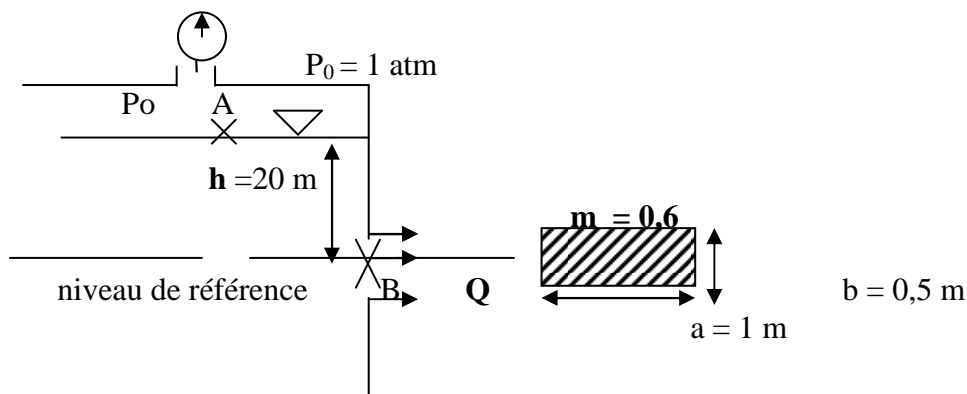 P₀ = 1 atm
Po A
h =20 m
m = 0,6
niveau de référence B Q b = 0,5 m
a = 1 m